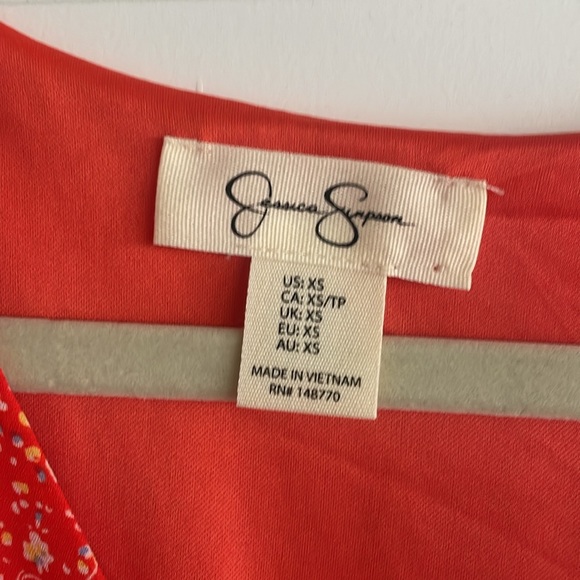 Jessica Simpson
US: XS
CA: XS/TP
UK: XS
EU: XS
AU: XS
MADE IN VIETNAM
RN# 148770